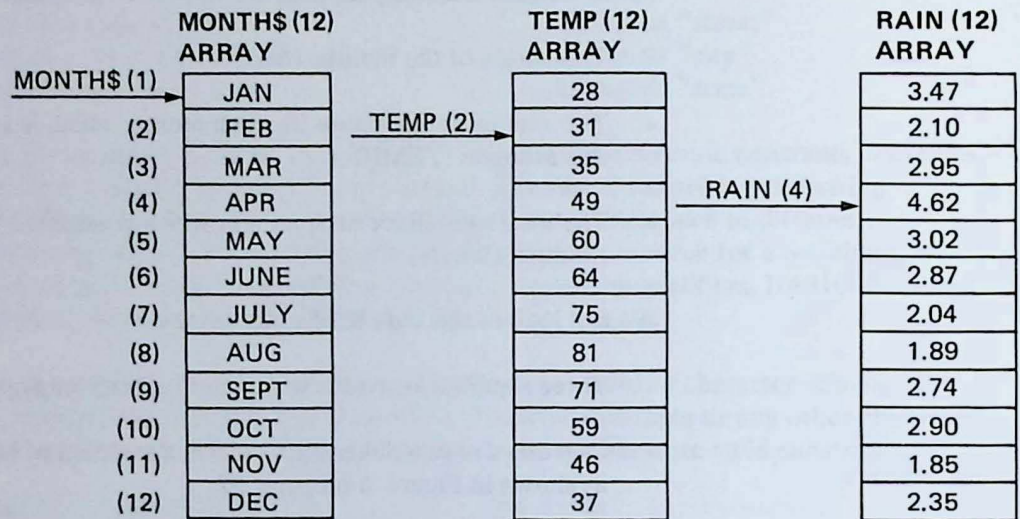 MONTH$ (12) TEMP (12) RAIN (12)
ARRAY ARRAY ARRAY
MONTH$ (1) JAN 28 3.47
(2) FEB TEMP (2) 31 2.10
(3) MAR 35 2.95
(4) APR 49 RAIN (4) 4.62
(5) MAY 60 3.02
(6) JUNE 64 2.87
(7) JULY 75 2.04
(8) AUG 81 1.89
(9) SEPT 71 2.74
(10) OCT 59 2.90
(11) NOV 46 1.85
(12) DEC 37 2.35